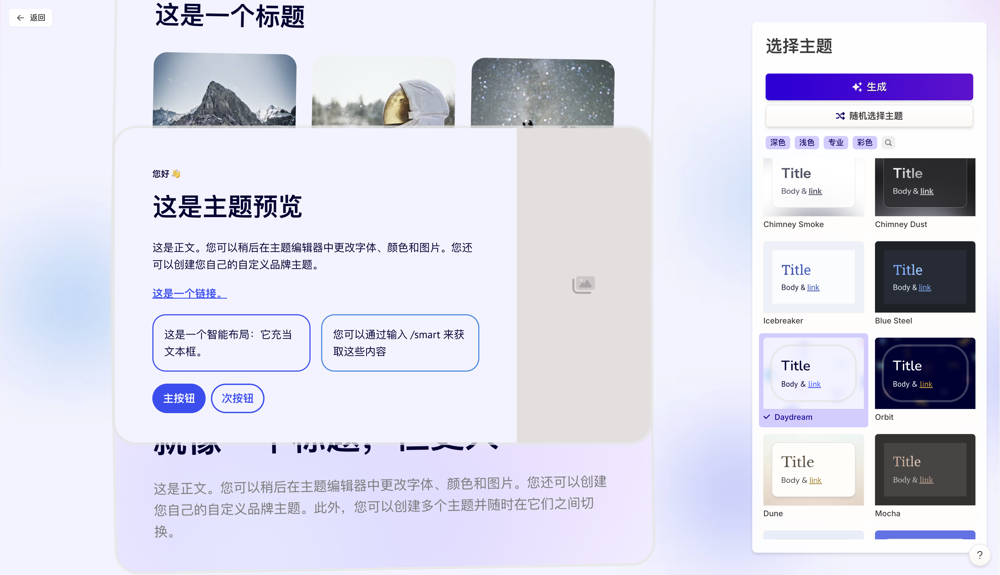 返回
这是一个标题
您好 👋
这是主题预览
这是正文。您可以稍后在主题编辑器中更改字体、颜色和图片。您还
可以创建您自己的自定义品牌主题。
这是一个链接。
这是一个智能布局：它充当
文本框。
您可以通过输入 /smart 来获
取这些内容
主按钮
次按钮
就像一个标题，但更大
这是正文。您可以稍后在主题编辑器中更改字体、颜色和图片。您还可以创建
您自己的自定义品牌主题。此外，您可以创建多个主题并随时在它们之间切
换。
选择主题
生成
随机选择主题
深色 浅色 专业 彩色
Title
Body & link
Chimney Smoke
Title
Body & link
Chimney Dust
Title
Body & link
Icebreaker
Title
Body & link
Blue Steel
Title
Body & link
Daydream
Title
Body & link
Orbit
Title
Body & link
Dune
Title
Body & link
Mocha
?